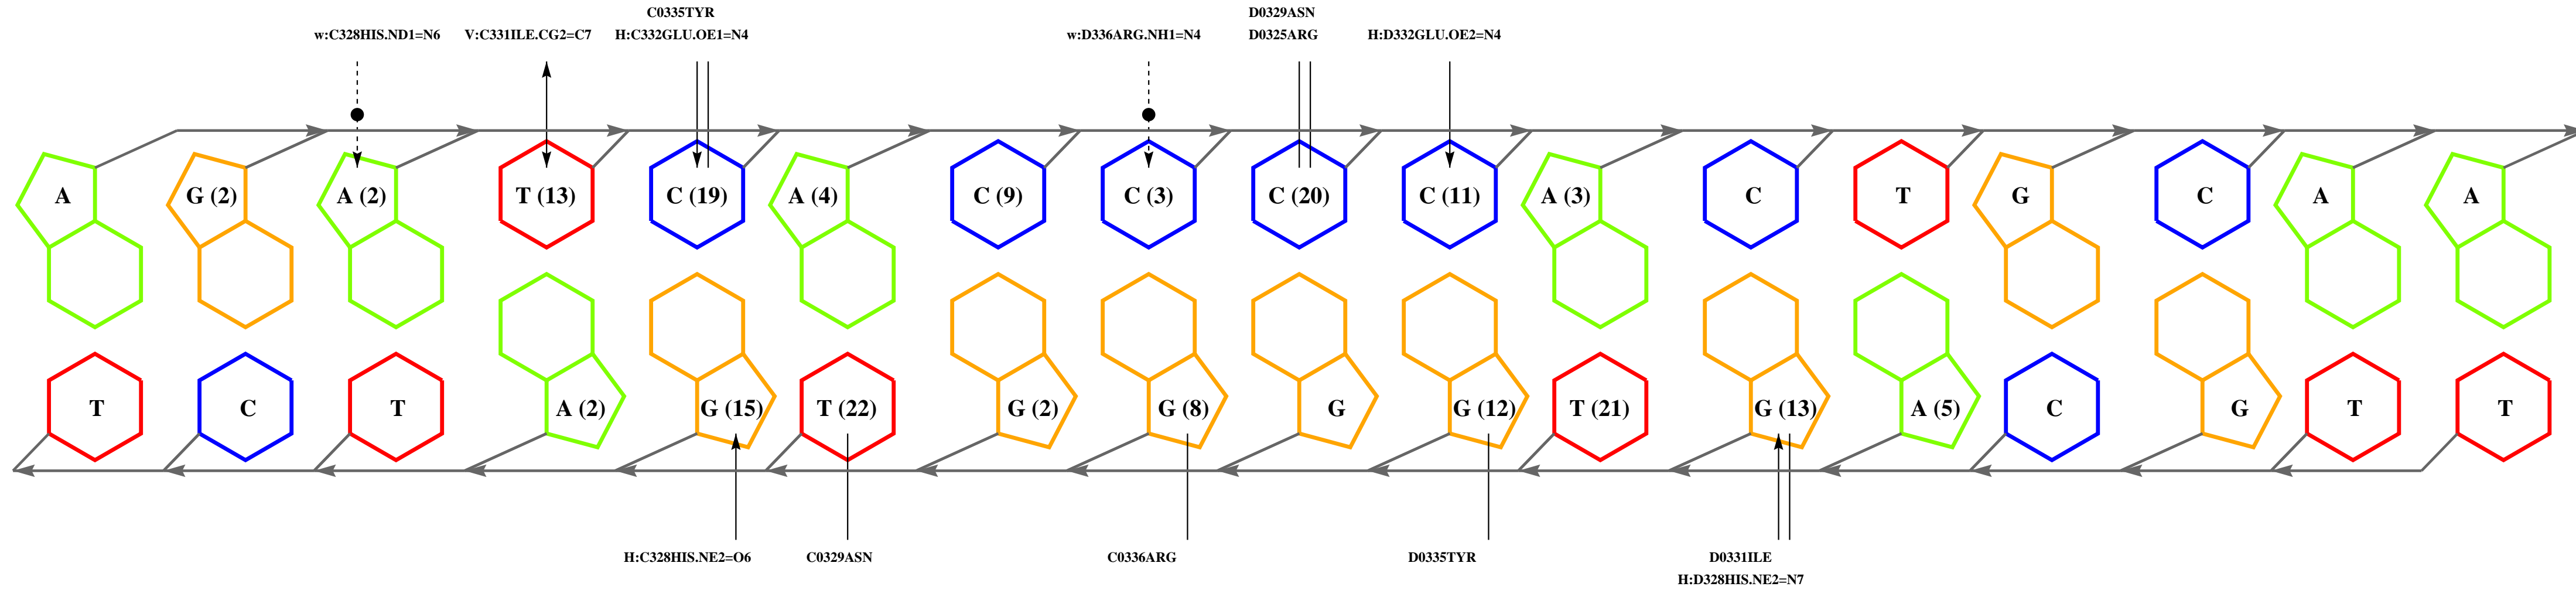 C0335TYR D0329ASN
w:C328HIS.ND1=N6 V:C331ILE.CG2=C7 H:C332GLU.OE1=N4 w:D336ARG.NH1=N4 D0325ARG H:D332GLU.OE2=N4
A G (2) A (2) T (13) C (19) A (4) C (9) C (3) C (20) C (11) A (3) C T G C A A
T C T A (2) G (15) T (22) G (2) G (8) G G (12) T (21) G (13) A (5) C G T T
H:C328HIS.NE2=O6 C0329ASN C0336ARG D0335TYR D0331ILE
H:D328HIS.NE2=N7